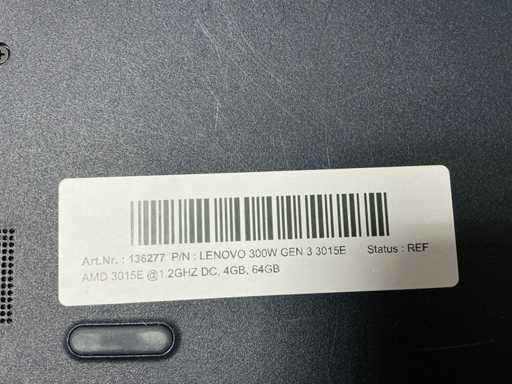 Art.Nr. : 136277 P/N : LENOVO 300W GEN 3 3015E Status : REF
AMD 3015E @1.2GHZ DC, 4GB, 64GB